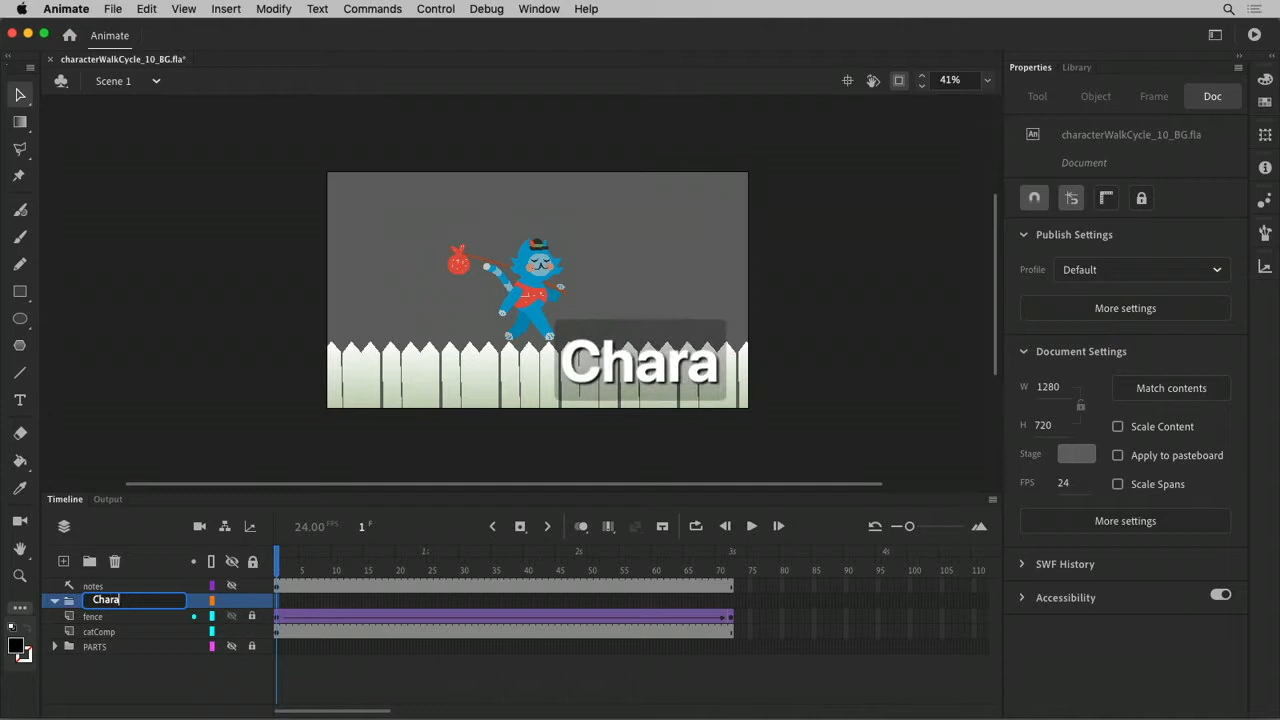 Animate File Edit View Insert Modify Text Commands Control Debug Window Help
Animate
characterWalkCycle_10_BG.fla*
Scene 1
41%
Chara
Properties Library
Tool Object Frame Doc
An characterWalkCycle_10_BG.fla
Document
Publish Settings
Profile Default
More settings
Document Settings
W 1280 Match contents
H 720 Scale Content
Stage Apply to pasteboard
FPS 24 Scale Spans
More settings
SWF History
Accessibility
Timeline Output
24.00 FPS 1 F
1s 2s 3s 4s
5 10 15 20 25 30 35 40 45 50 55 60 65 70 75 80 85 90 95 100 105 110
notes
Chara
fence
catComp
PARTS